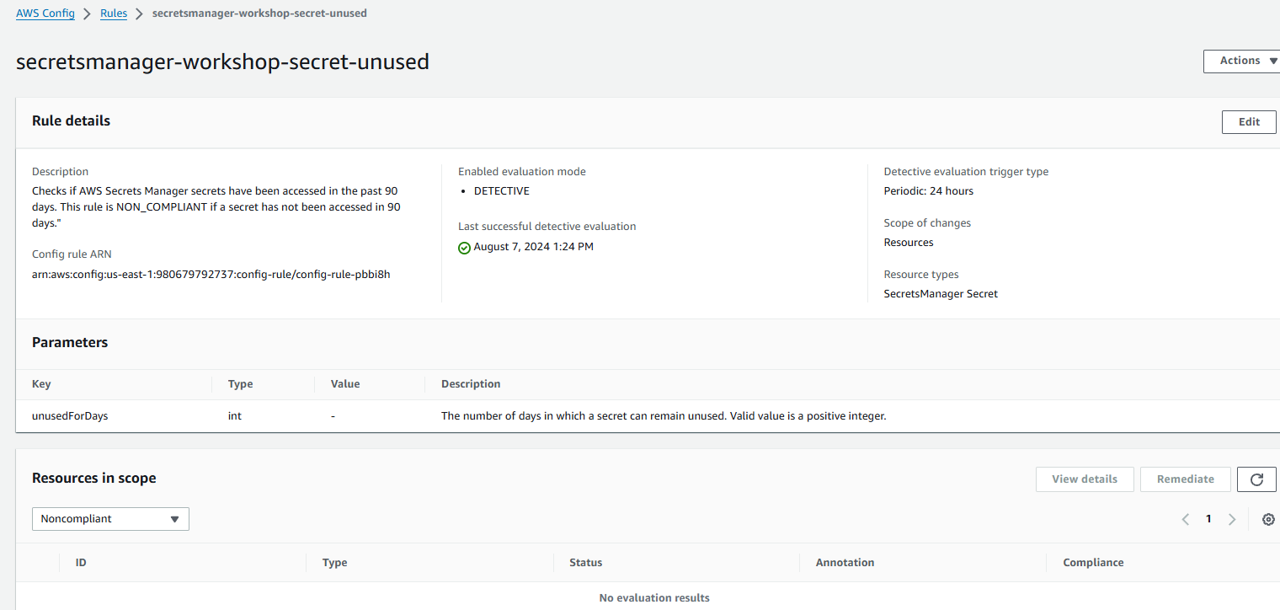 AWS Config > Rules > secretsmanager-workshop-secret-unused
secretsmanager-workshop-secret-unused
Actions
Rule details
Edit
Description
Checks if AWS Secrets Manager secrets have been accessed in the past 90
days. This rule is NON_COMPLIANT if a secret has not been accessed in 90
days."
Config rule ARN
arn:aws:config:us-east-1:980679792737:config-rule/config-rule-pbbi8h
Enabled evaluation mode
• DETECTIVE
Last successful detective evaluation
August 7, 2024 1:24 PM
Detective evaluation trigger type
Periodic: 24 hours
Scope of changes
Resources
Resource types
SecretsManager Secret
Parameters
Key Type Value Description
unusedForDays int - The number of days in which a secret can remain unused. Valid value is a positive integer.
Resources in scope
View details Remediate
Noncompliant
1
ID Type Status Annotation Compliance
No evaluation results